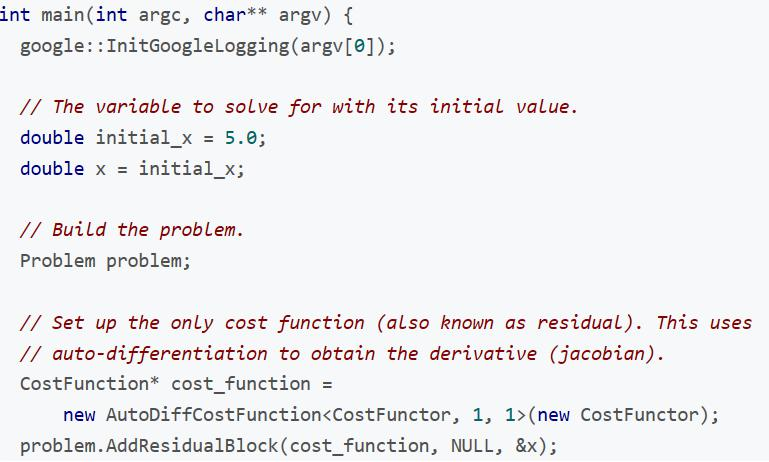 int main(int argc, char** argv) {
google::InitGoogleLogging(argv[0]);
// The variable to solve for with its initial value.
double initial_x = 5.0;
double x = initial_x;
// Build the problem.
Problem problem;
// Set up the only cost function (also known as residual). This uses
// auto-differentiation to obtain the derivative (jacobian).
CostFunction* cost_function =
new AutoDiffCostFunction<CostFunctor, 1, 1>(new CostFunctor);
problem.AddResidualBlock(cost_function, NULL, &x);